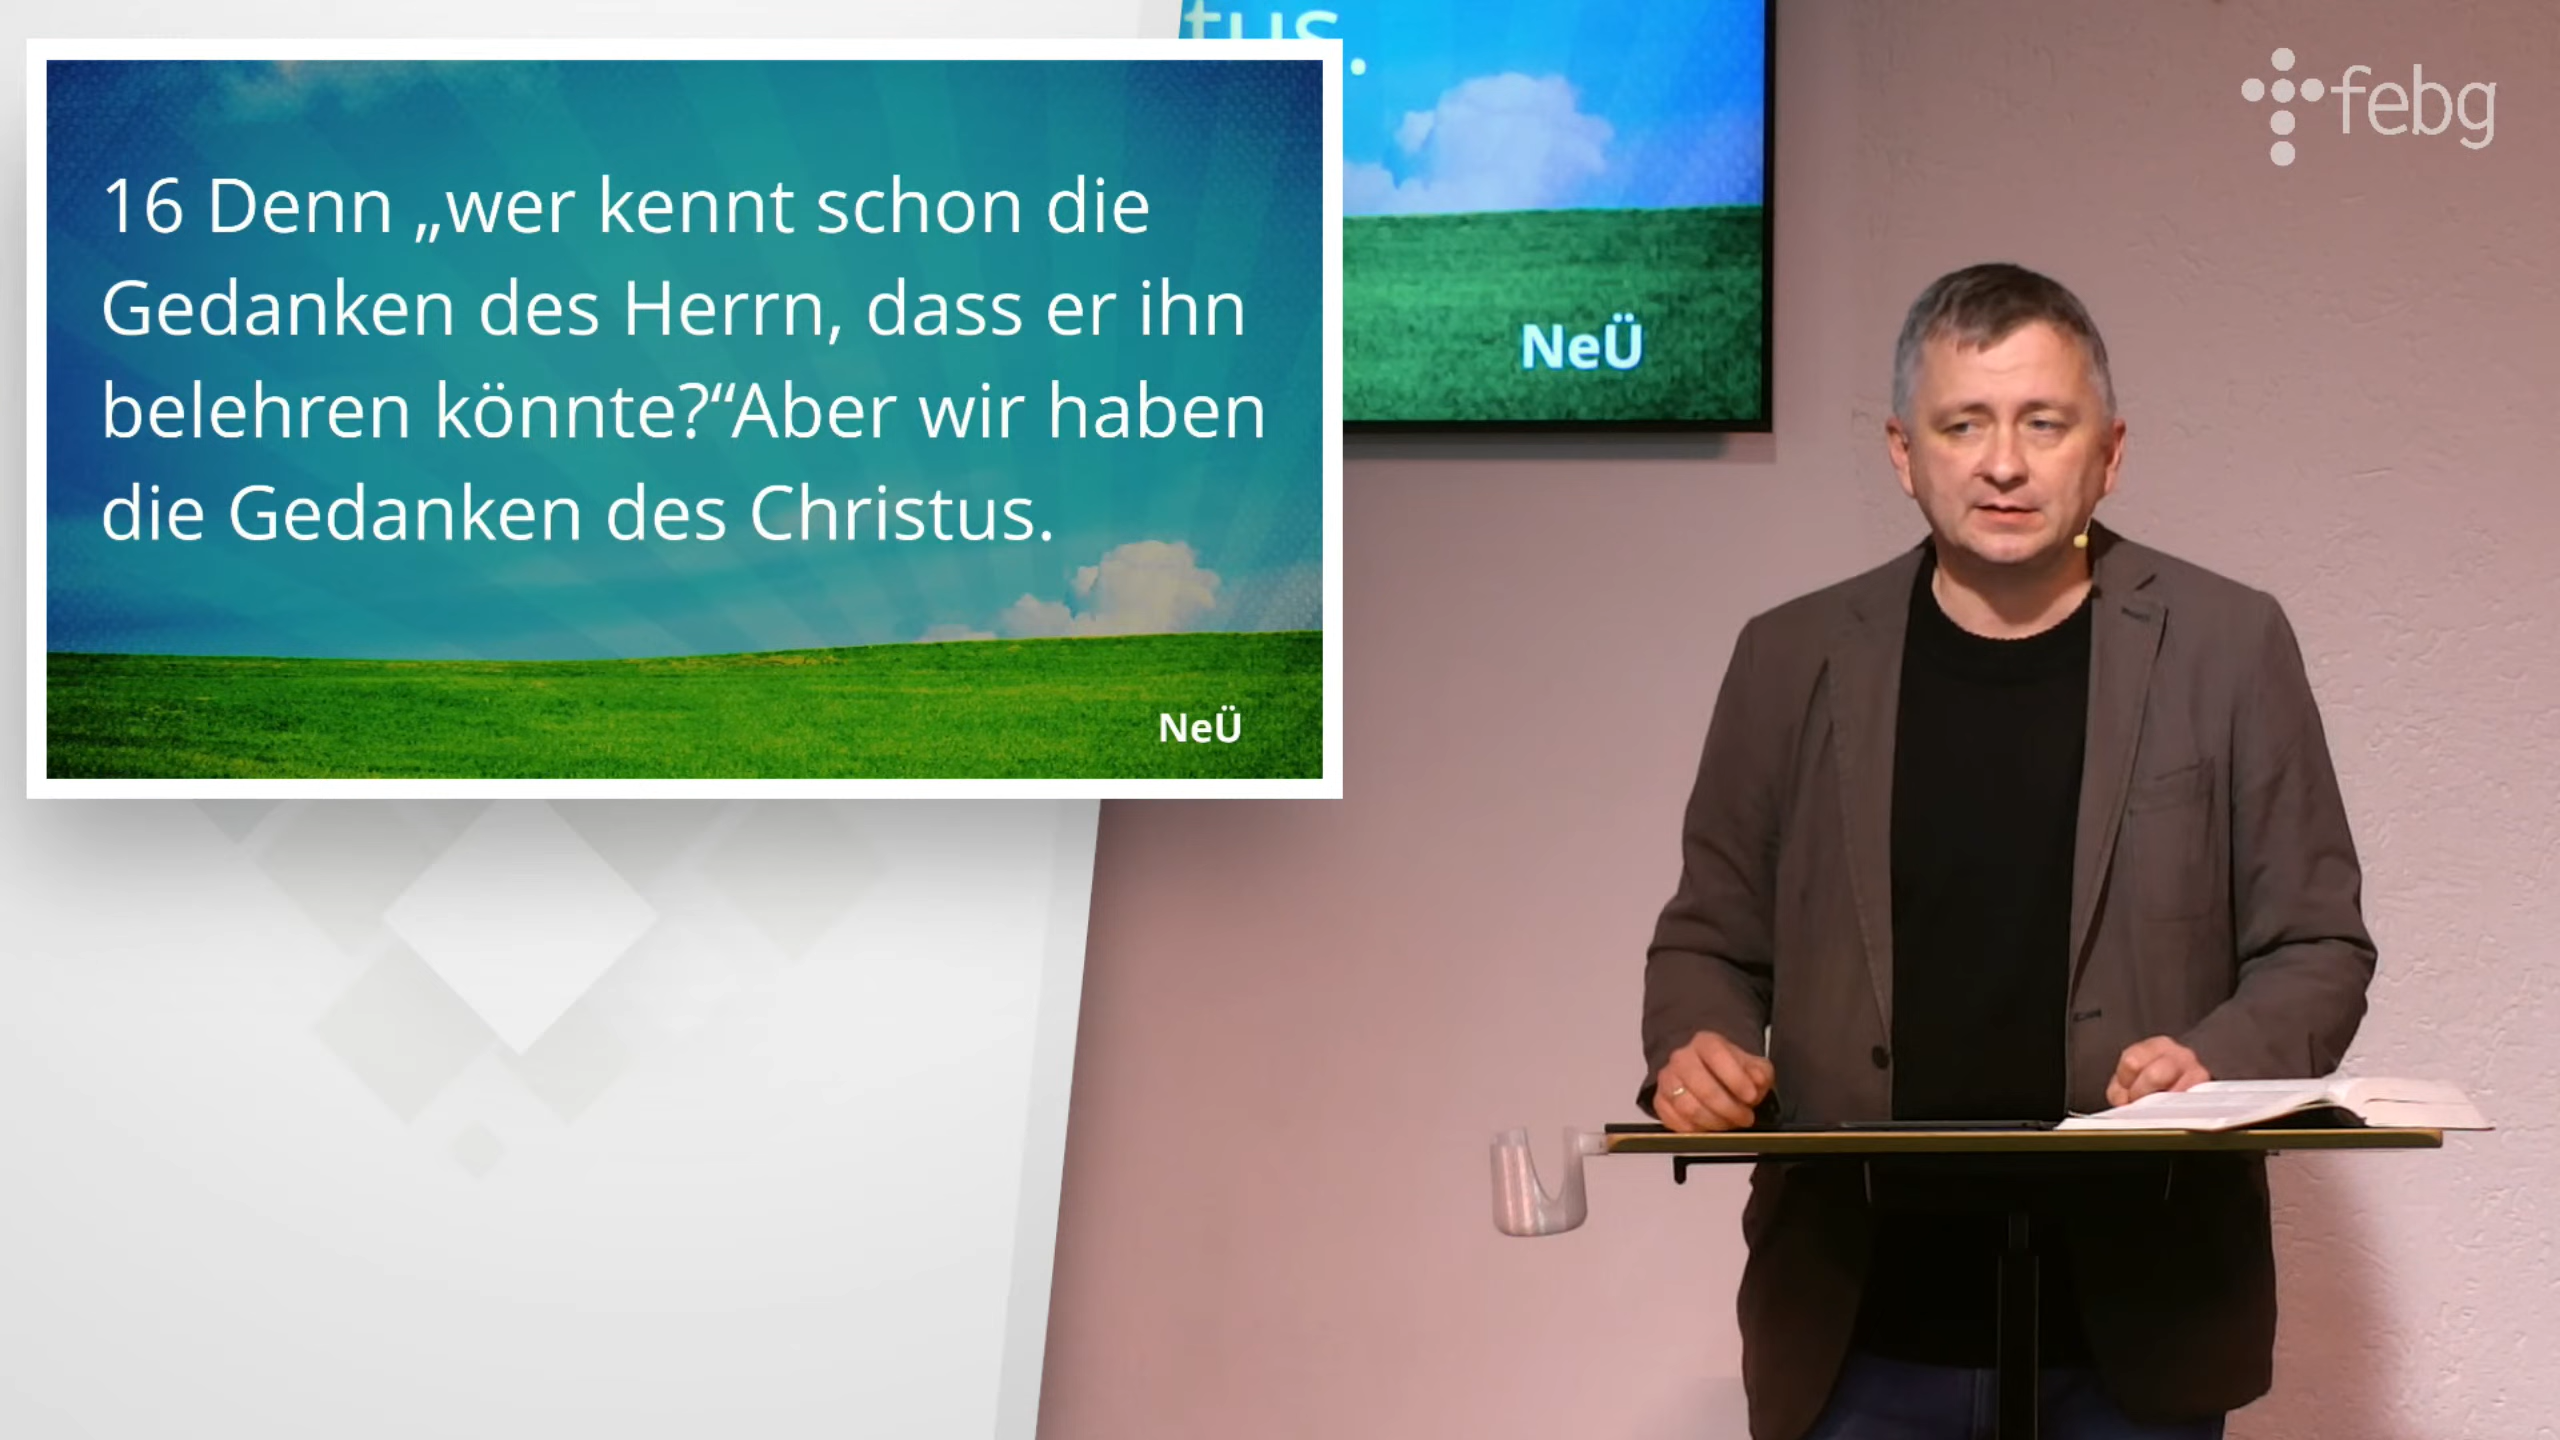 16 Denn „wer kennt schon die
Gedanken des Herrn, dass er ihn
belehren könnte?“Aber wir haben
die Gedanken des Christus.
NeÜ
tus.
NeÜ
febg